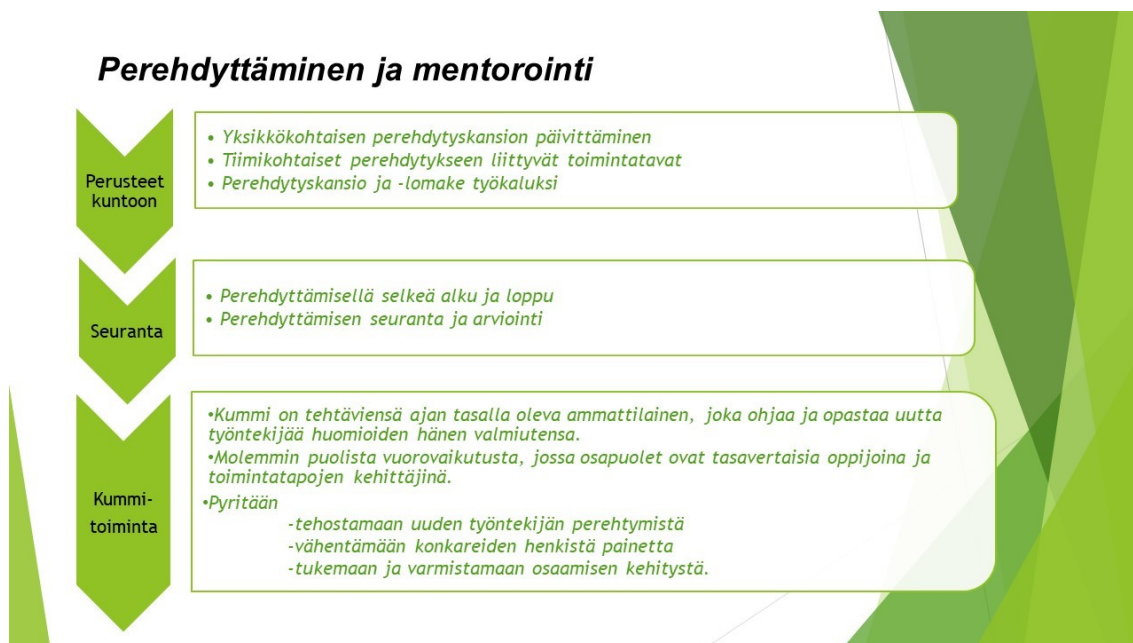 Perehdyttäminen ja mentorointi
Perusteet
kuntoon
• Yksikkökohtaisen perehdytyskansion päivittäminen
• Tiimikohtaiset perehdytykseen liittyvät toimintatavat
• Perehdytyskansio ja -lomake työkaluksi
Seuranta
• Perehdyttämisellä selkeä alku ja loppu
• Perehdyttämisen seuranta ja arviointi
Kummi-
toiminta
•Kummi on tehtäviensä ajan tasalla oleva ammattilainen, joka ohjaa ja opastaa uutta
työntekijää huomioiden hänen valmiutensa.
•Molemmin puolista vuorovaikutusta, jossa osapuolet ovat tasavertaisia oppijoina ja
toimintatapojen kehittäjinä.
•Pyritään
-tehostamaan uuden työntekijän perehtymistä
-vähentämään konkareiden henkistä painetta
-tukemaan ja varmistamaan osaamisen kehitystä.